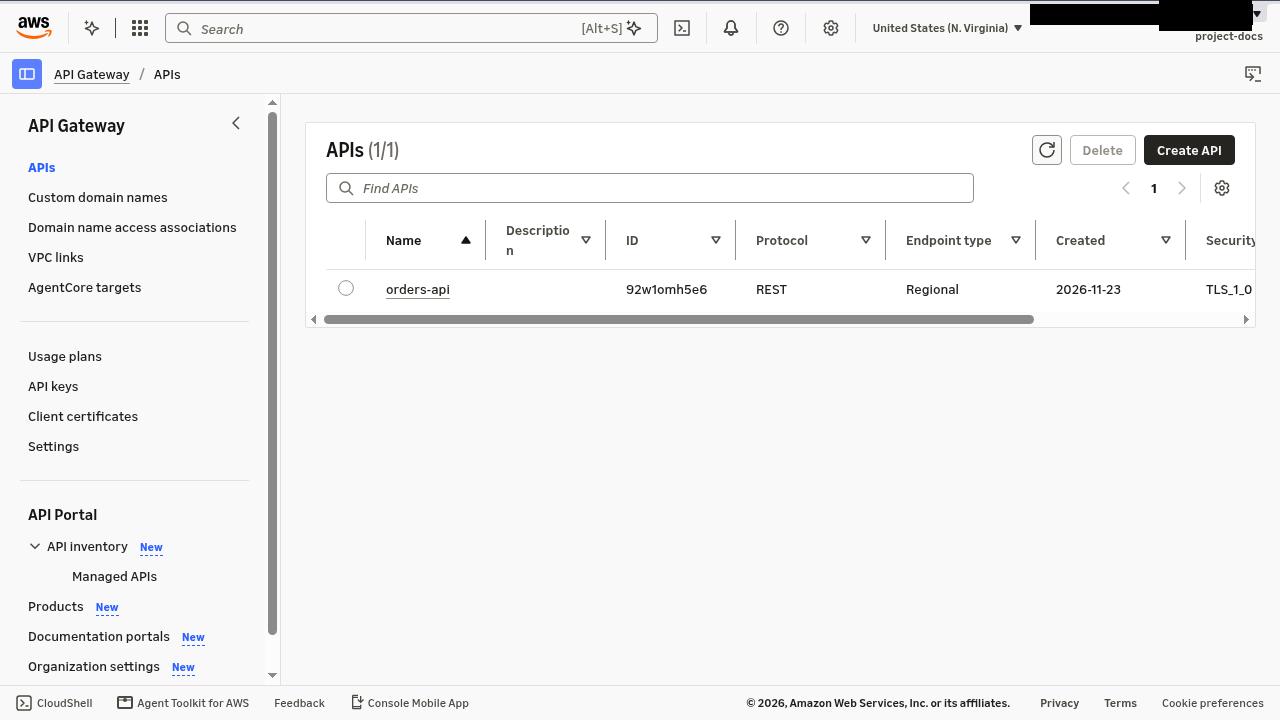 aws
Search [Alt+S]
United States (N. Virginia)
project-docs
API Gateway / APIs
API Gateway
APIs
Custom domain names
Domain name access associations
VPC links
AgentCore targets
Usage plans
API keys
Client certificates
Settings
API Portal
API inventory New
Managed APIs
Products New
Documentation portals New
Organization settings New
APIs (1/1)
Delete
Create API
Find APIs
1
Name Descriptio
n ID Protocol Endpoint type Created Security
orders-api 92w1omh5e6 REST Regional 2026-11-23 TLS_1_0
CloudShell Agent Toolkit for AWS Feedback Console Mobile App © 2026, Amazon Web Services, Inc. or its affiliates. Privacy Terms Cookie preferences